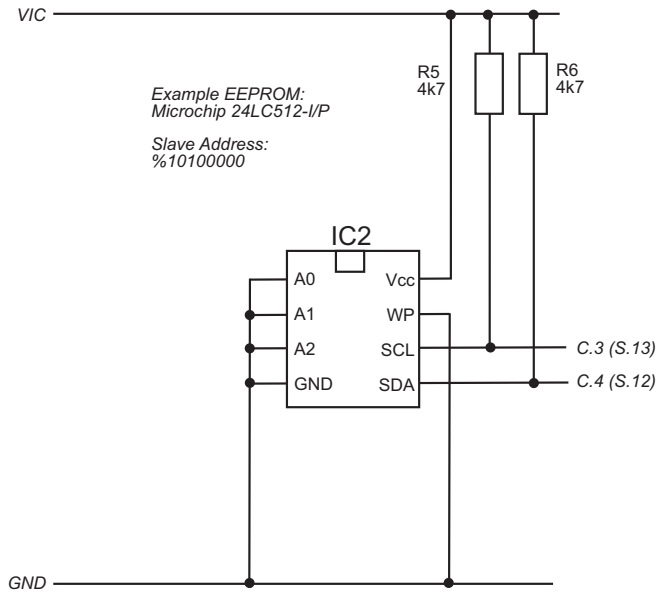 VIC
R5
4k7
R6
4k7
Example EEPROM:
Microchip 24LC512-I/P
Slave Address:
%10100000
IC2
A0
Vcc
A1
WP
A2
SCL
C.3 (S.13)
GND
SDA
C.4 (S.12)
GND